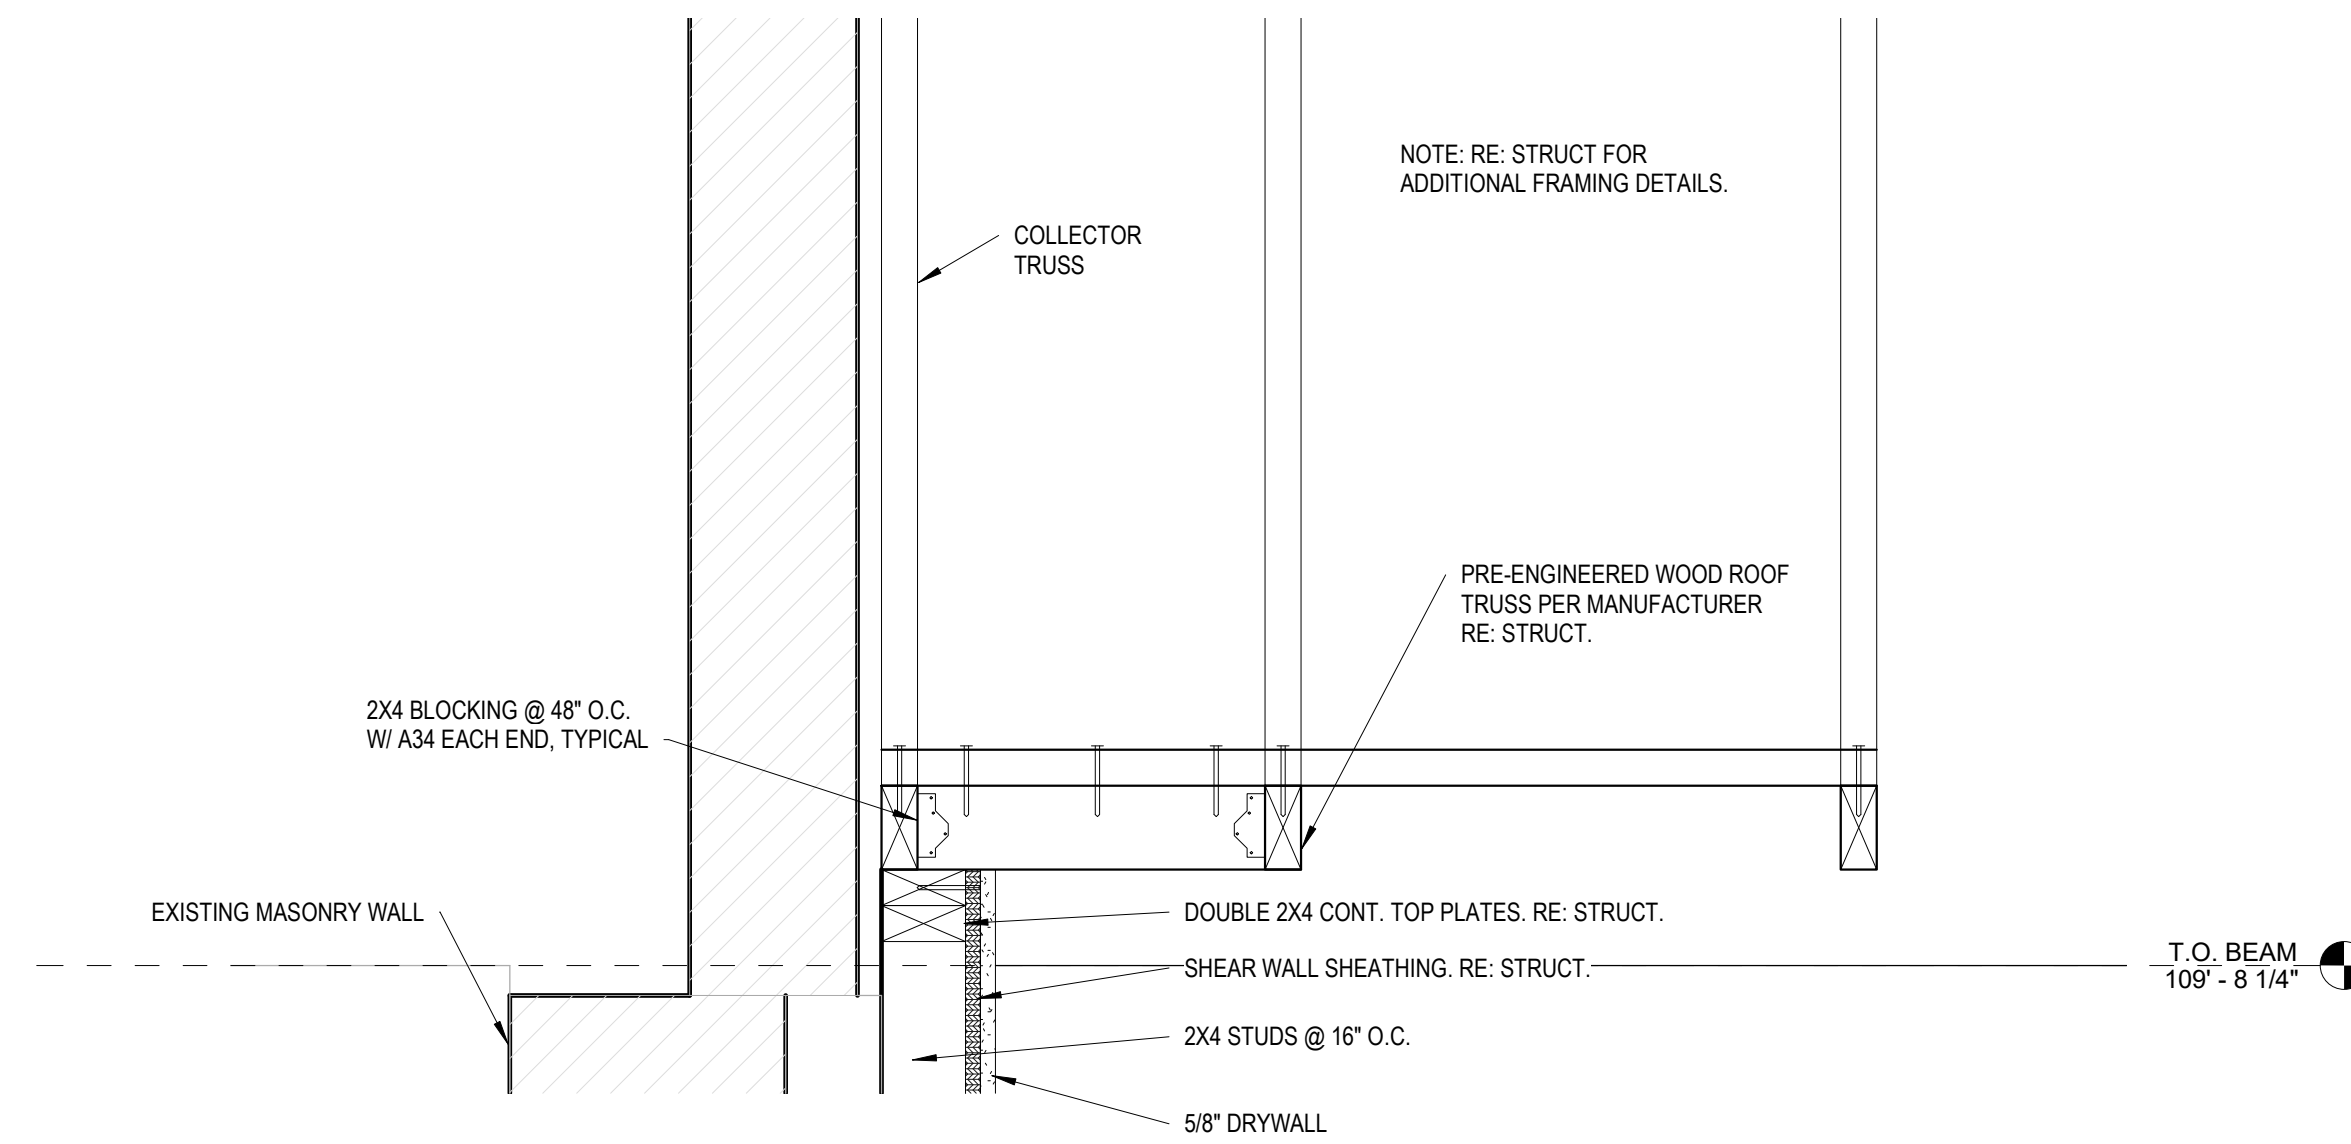 NOTE: RE: STRUCT FOR
ADDITIONAL FRAMING DETAILS.
COLLECTOR
TRUSS
PRE-ENGINEERED WOOD ROOF
TRUSS PER MANUFACTURER
RE: STRUCT.
2X4 BLOCKING @ 48" O.C.
W/ A34 EACH END, TYPICAL
EXISTING MASONRY WALL
DOUBLE 2X4 CONT. TOP PLATES. RE: STRUCT.
SHEAR WALL SHEATHING. RE: STRUCT.
T.O. BEAM
109' - 8 1/4"
2X4 STUDS @ 16" O.C.
5/8" DRYWALL